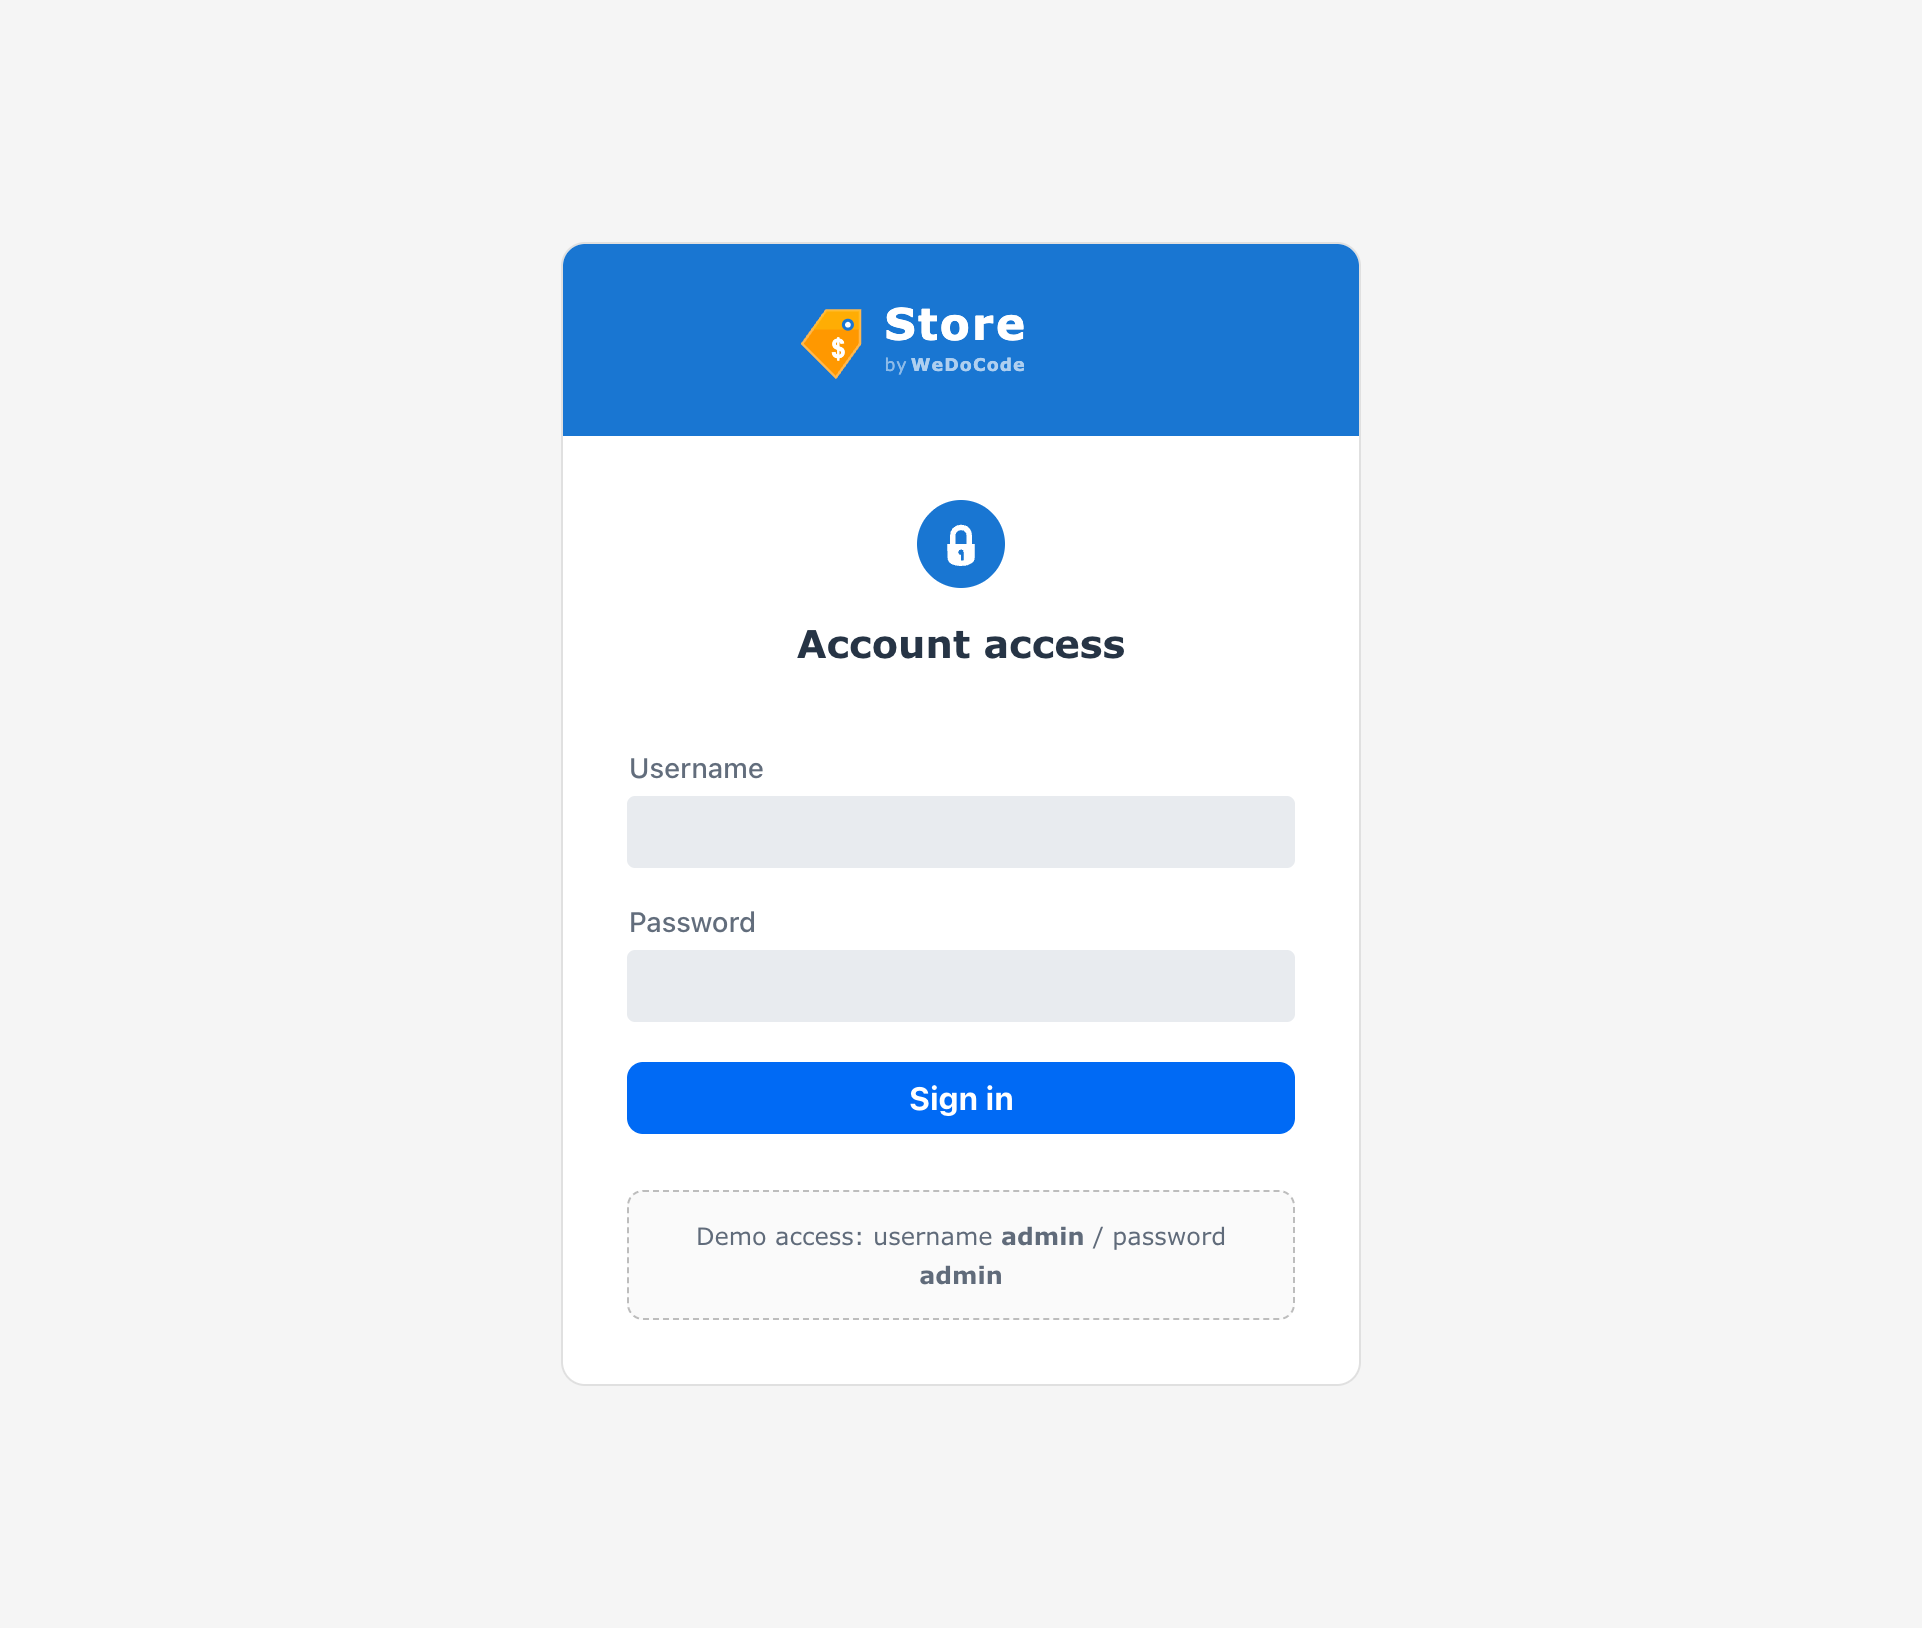 $
Store
by WeDoCode
Account access
Username
Password
Sign in
Demo access: username admin / password
admin